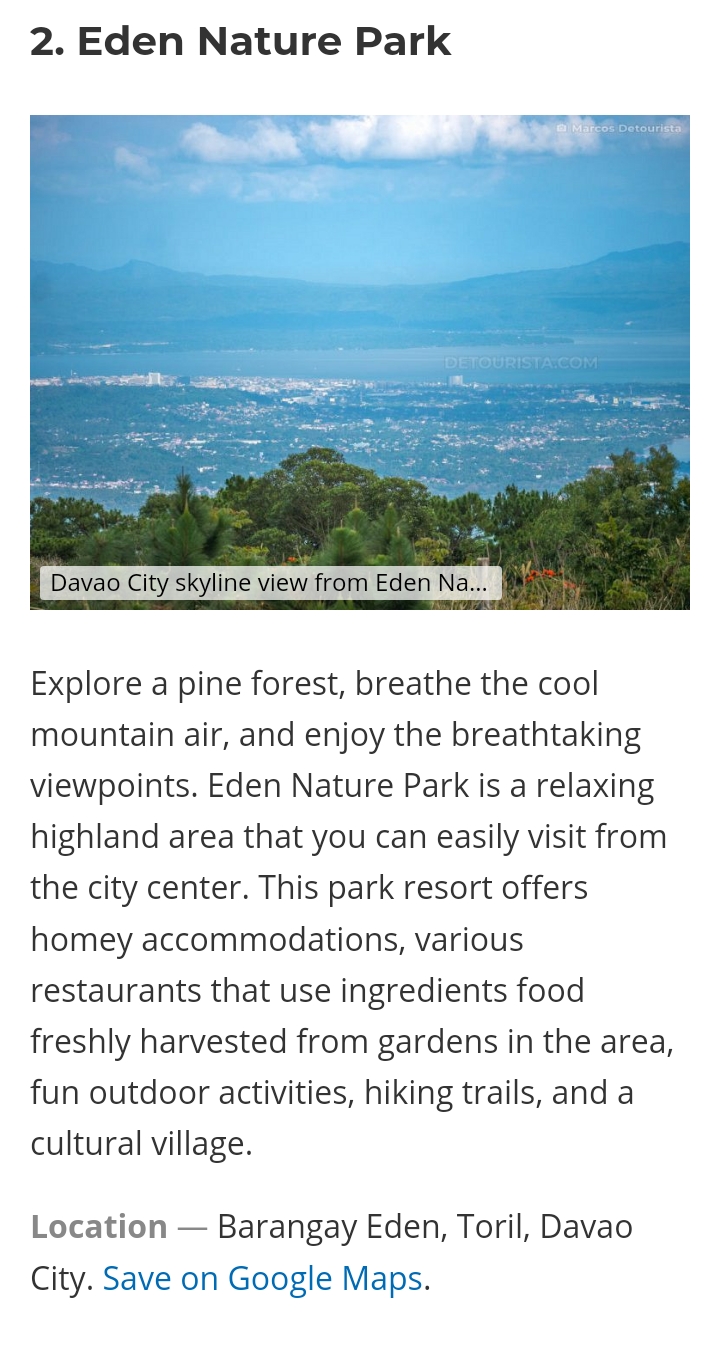 2. Eden Nature Park
Marcos Detourista
DETOURISTA.COM
Davao City skyline view from Eden Na...
Explore a pine forest, breathe the cool
mountain air, and enjoy the breathtaking
viewpoints. Eden Nature Park is a relaxing
highland area that you can easily visit from
the city center. This park resort offers
homey accommodations, various
restaurants that use ingredients food
freshly harvested from gardens in the area,
fun outdoor activities, hiking trails, and a
cultural village.
Location — Barangay Eden, Toril, Davao
City. Save on Google Maps.